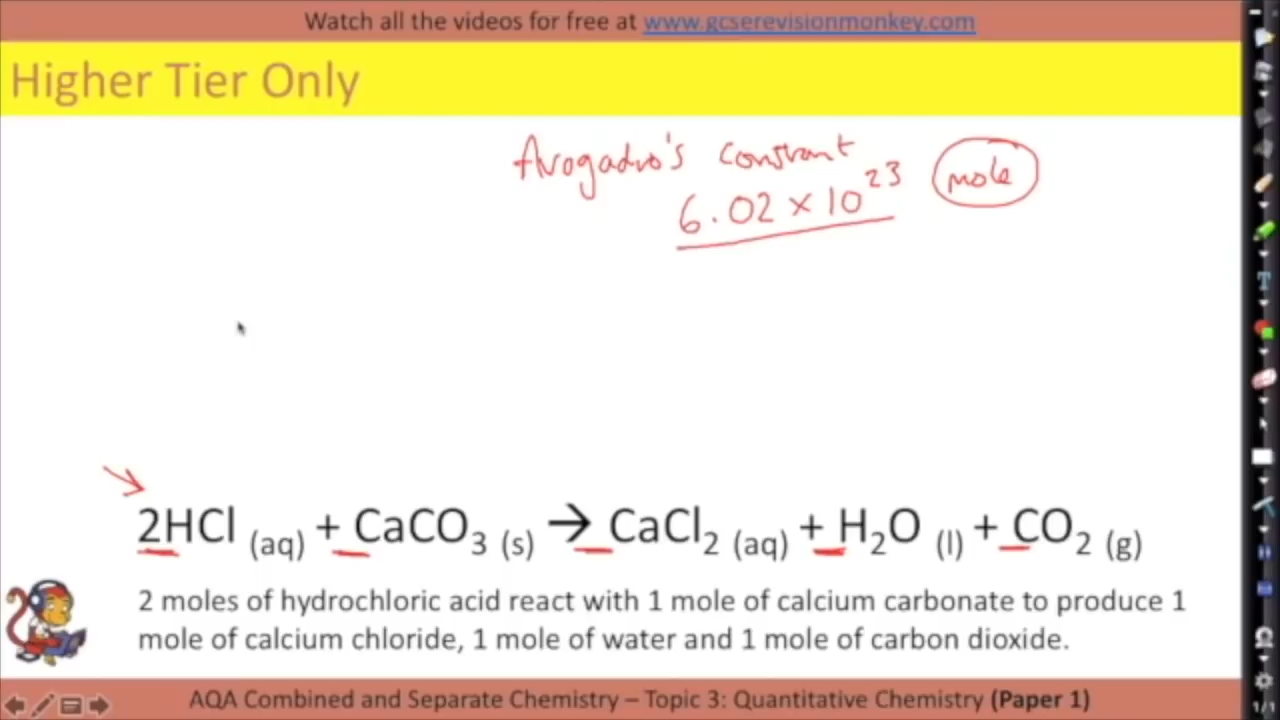 Watch all the videos for free at www.gcserevisionmonkey.com
Higher Tier Only
Avogadro's constant
6.02 × 10²³ mole
2HCl (aq) + CaCO₃ (s) → CaCl₂ (aq) + H₂O (l) + CO₂ (g)
2 moles of hydrochloric acid react with 1 mole of calcium carbonate to produce 1
mole of calcium chloride, 1 mole of water and 1 mole of carbon dioxide.
AQA Combined and Separate Chemistry – Topic 3: Quantitative Chemistry (Paper 1)
1/1